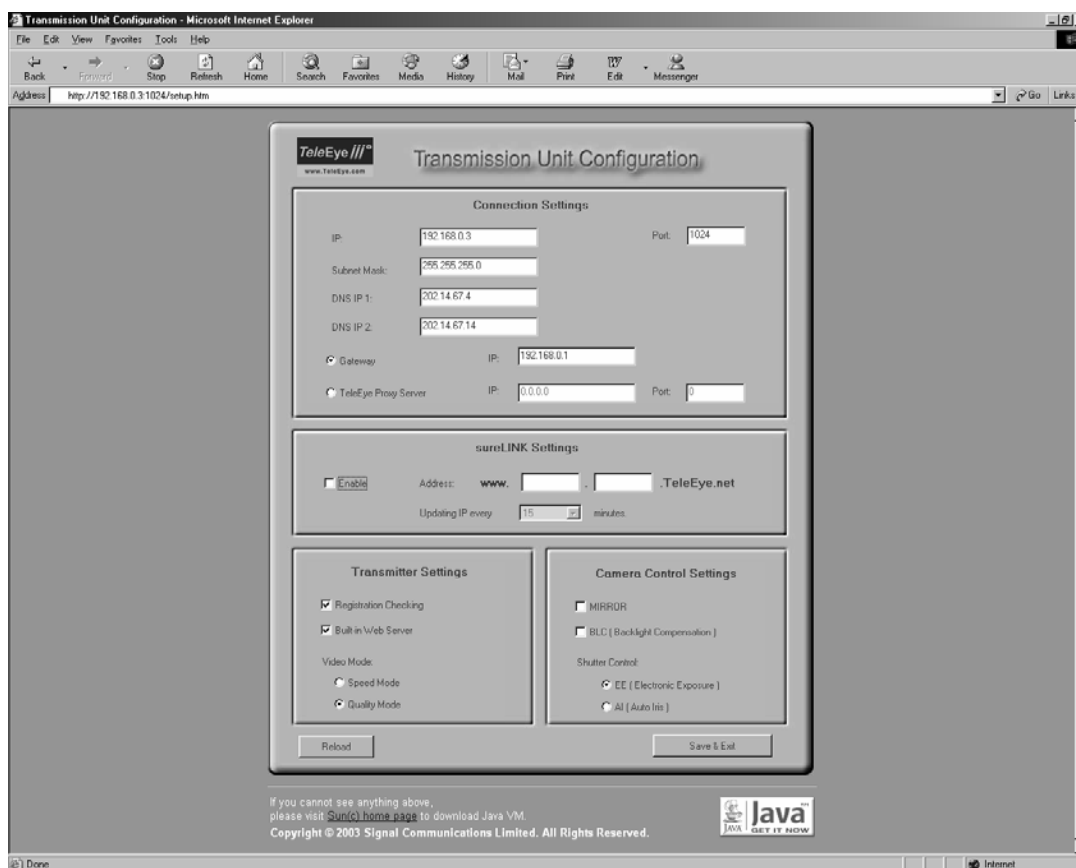 Transmission Unit Configuration - Microsoft Internet Explorer
File Edit View Favorites Tools Help
Back Forward Stop Refresh Home Search Favorites Media History Mail Print Edit Messenger
Address http://192.168.0.3:1024/setup.htm Go Links
TeleEye III
www.TeleEye.com
Transmission Unit Configuration
Connection Settings
IP: 192.168.0.3 Port: 1024
Subnet Mask: 255.255.255.0
DNS IP 1: 202.14.67.4
DNS IP 2: 202.14.67.14
Gateway IP: 192.168.0.1
TeleEye Proxy Server IP: 0.0.0.0 Port: 0
sureLINK Settings
Enable Address: www. . .TeleEye.net
Updating IP every 15 minutes.
Transmitter Settings
Registration Checking
Built-in Web Server
Video Mode:
Speed Mode
Quality Mode
Camera Control Settings
MIRROR
BLC ( Backlight Compensation )
Shutter Control:
EE ( Electronic Exposure )
AI ( Auto Iris )
Reload Save & Exit
If you cannot see anything above,
please visit Sun(c) home page to download Java VM.
Copyright © 2003 Signal Communications Limited. All Rights Reserved.
JAVA Java
GET IT NOW
Done Internet